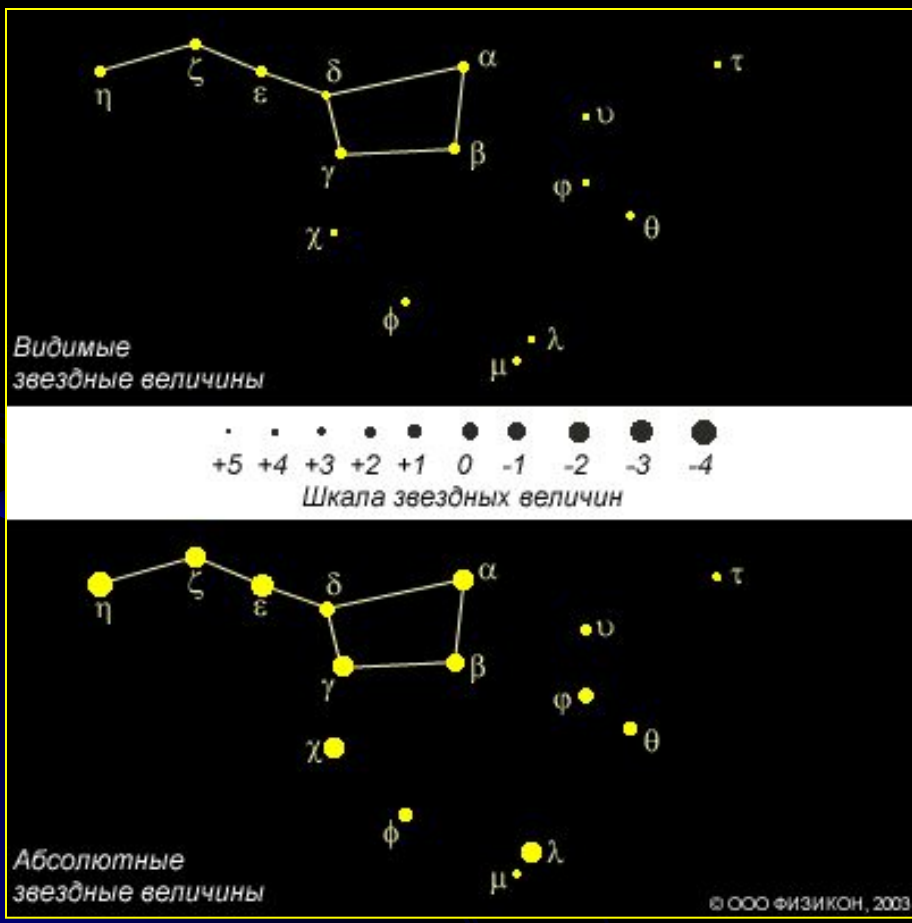 ζ δ α τ
η ε υ
γ β φ
χ θ
ϕ λ
μ
Видимые
звездные величины
+5 +4 +3 +2 +1 0 -1 -2 -3 -4
Шкала звездных величин
ζ δ α τ
η ε υ
γ β φ
χ θ
ϕ λ
μ
Абсолютные
звездные величины
© ООО ФИЗИКОН, 2003